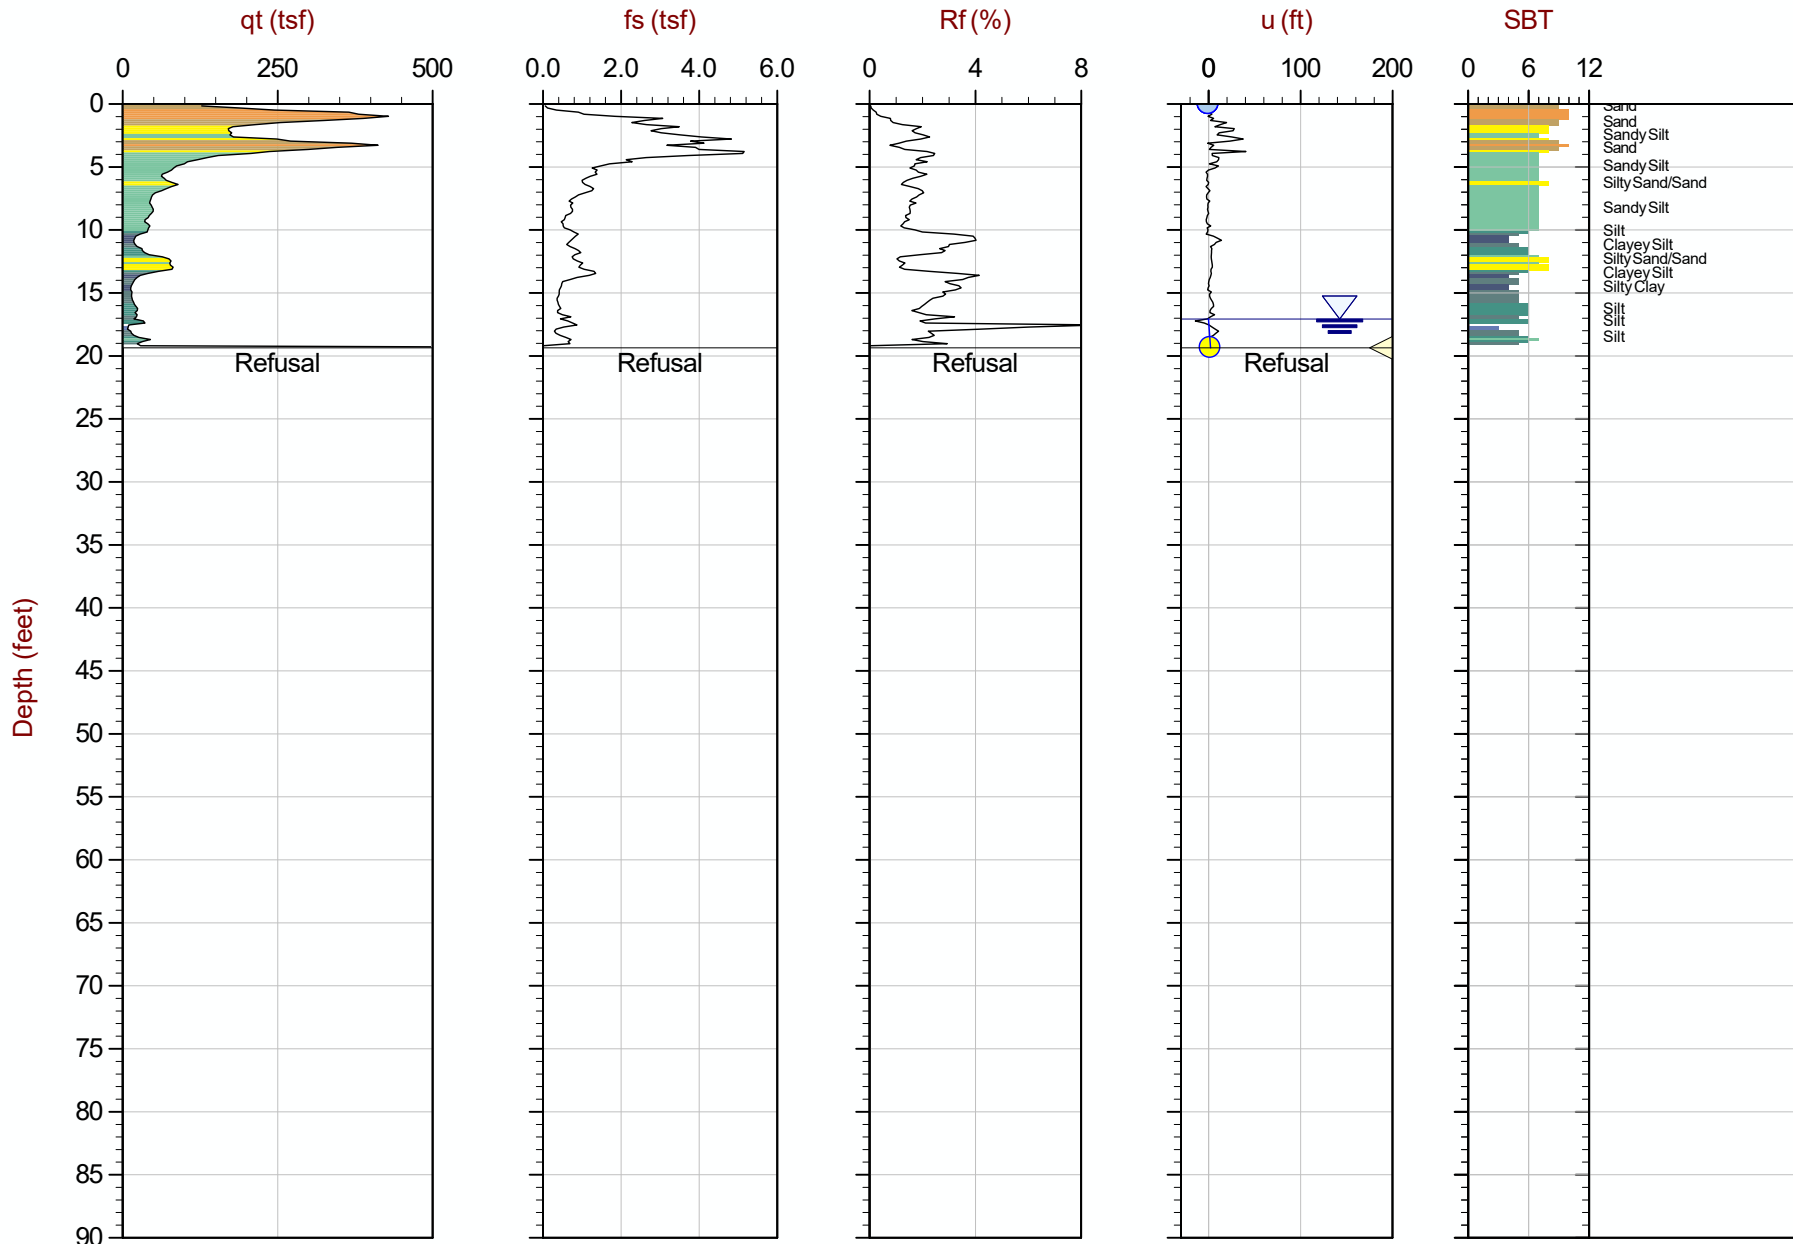 qt (tsf) fs (tsf) Rf (%) u (ft) SBT
0 250 500 0.0 2.0 4.0 6.0 0 4 8 0 100 200 0 6 12
0
Sand
Sand
Sandy Silt
Sand
5
Sandy Silt
Silty Sand/Sand
Sandy Silt
10
Silt
Clayey Silt
Silty Sand/Sand
Clayey Silt
Silty Clay
15
Silt
Silt
Silt
20
Refusal Refusal Refusal Refusal
25
30
35
40
45
50
55
60
65
70
75
80
85
90
Depth (feet)